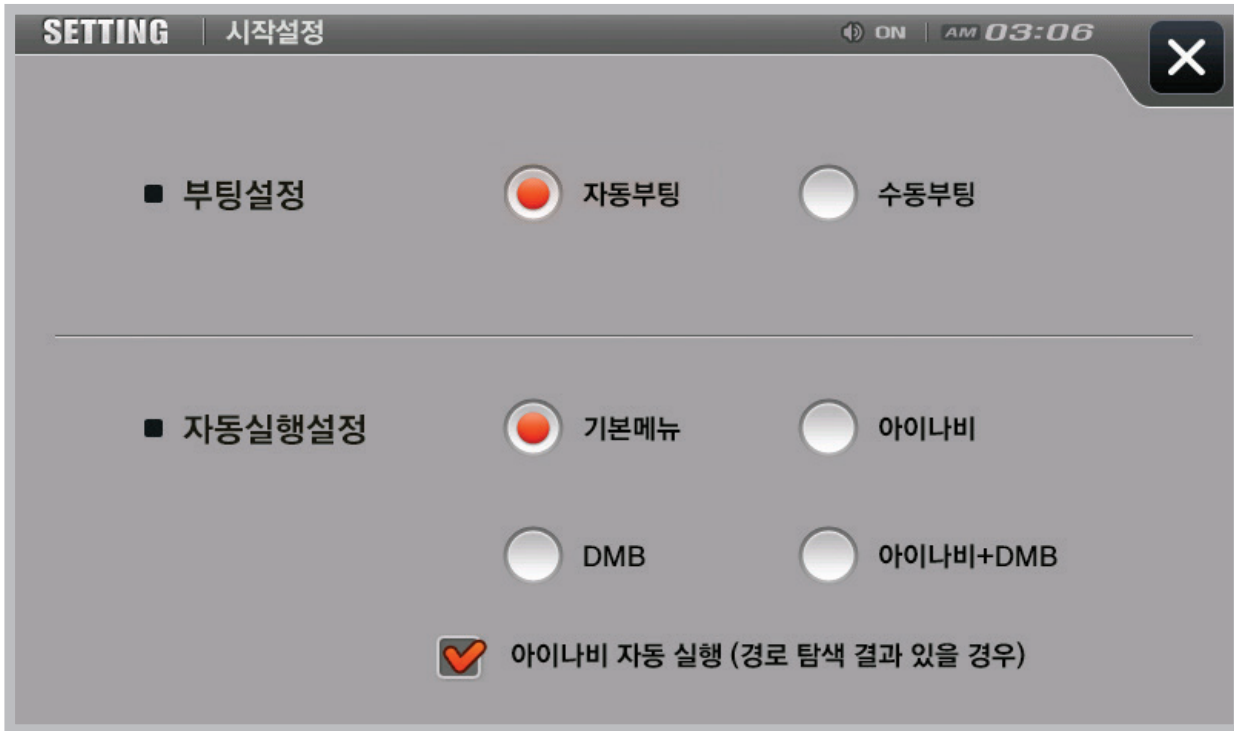 SETTING 시작설정 ON AM 03:06
부팅설정 자동부팅 수동부팅
자동실행설정 기본메뉴 아이나비
DMB 아이나비+DMB
아이나비 자동 실행 (경로 탐색 결과 있을 경우)